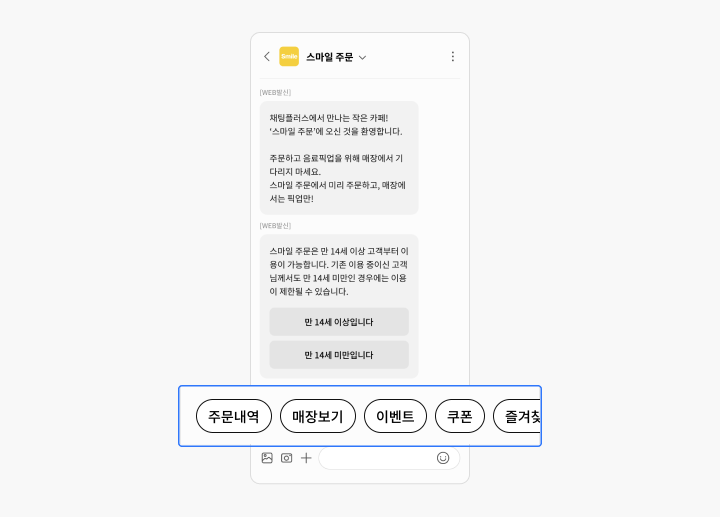 Smile 스마일 주문
[WEB발신]
채팅플러스에서 만나는 작은 카페!
'스마일 주문'에 오신 것을 환영합니다.
주문하고 음료픽업을 위해 매장에서 기
다리지 마세요.
스마일 주문에서 미리 주문하고, 매장에
서는 픽업만!
[WEB발신]
스마일 주문은 만 14세 이상 고객부터 이
용이 가능합니다. 기존 이용 중이신 고객
님께서도 만 14세 미만인 경우에는 이용
이 제한될 수 있습니다.
만 14세 이상입니다
만 14세 미만입니다
주문내역 매장보기 이벤트 쿠폰 즐겨찾